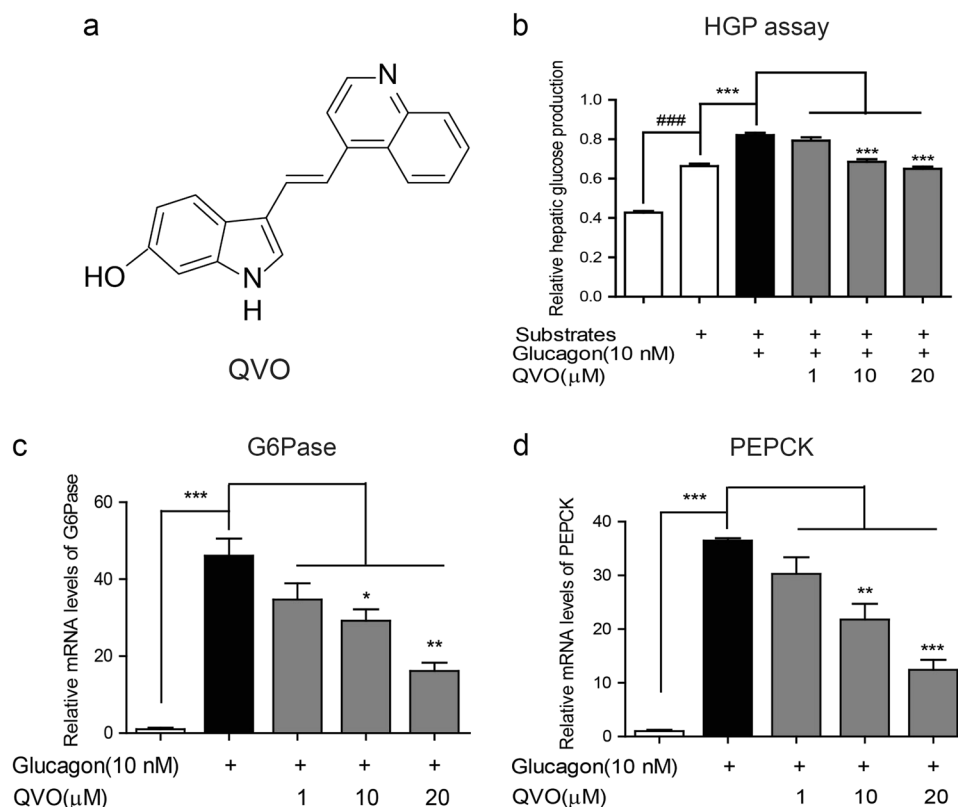 a
N
HO
N
H
QVO
b
HGP assay
Relative hepatic glucose production
1.0
0.8
0.6
0.4
0.2
0.0
###
***
***
***
Substrates + + + + +
Glucagon(10 nM) + + + +
QVO(μM) 1 10 20
c
G6Pase
Relative mRNA levels of G6Pase
60
40
20
0
***
*
**
Glucagon(10 nM) + + + +
QVO(μM) 1 10 20
d
PEPCK
Relative mRNA levels of PEPCK
40
30
20
10
0
***
**
***
Glucagon(10 nM) + + + +
QVO(μM) 1 10 20